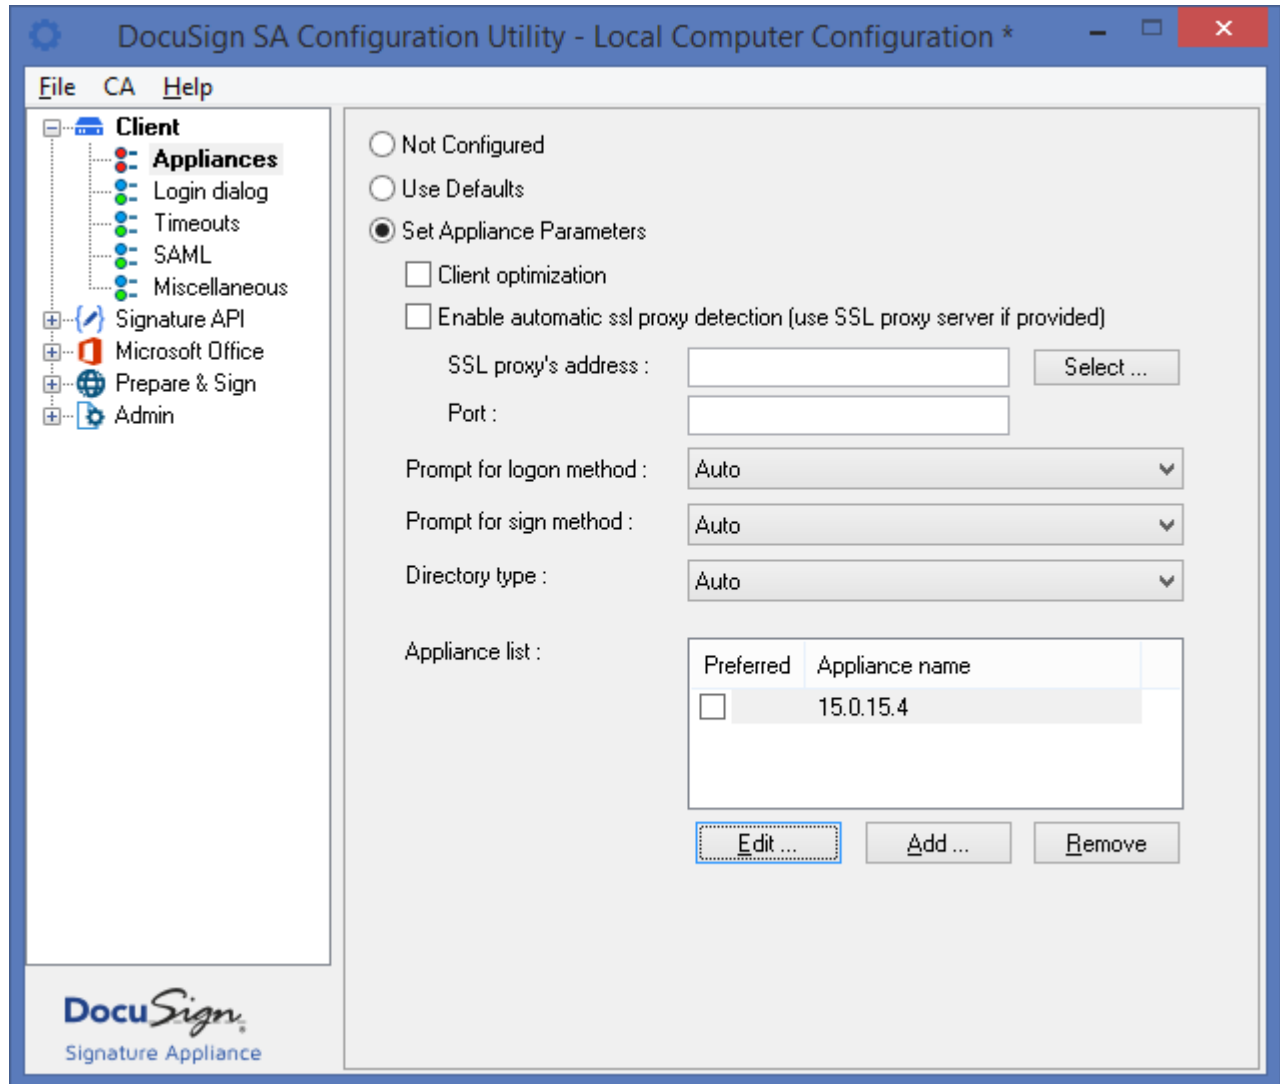 DocuSign SA Configuration Utility - Local Computer Configuration *
File CA Help
Client
Appliances
Login dialog
Timeouts
SAML
Miscellaneous
Signature API
Microsoft Office
Prepare & Sign
Admin
DocuSign®
Signature Appliance
Not Configured
Use Defaults
Set Appliance Parameters
Client optimization
Enable automatic ssl proxy detection (use SSL proxy server if provided)
SSL proxy's address : Select ...
Port :
Prompt for logon method : Auto
Prompt for sign method : Auto
Directory type : Auto
Appliance list : Preferred Appliance name
15.0.15.4
Edit ... Add ... Remove